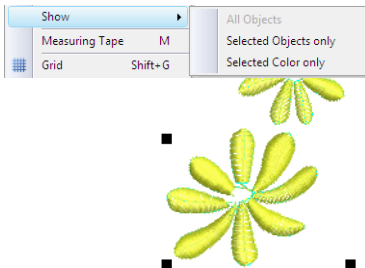 Show
All Objects
Measuring Tape M
Selected Objects only
Grid Shift+G
Selected Color only